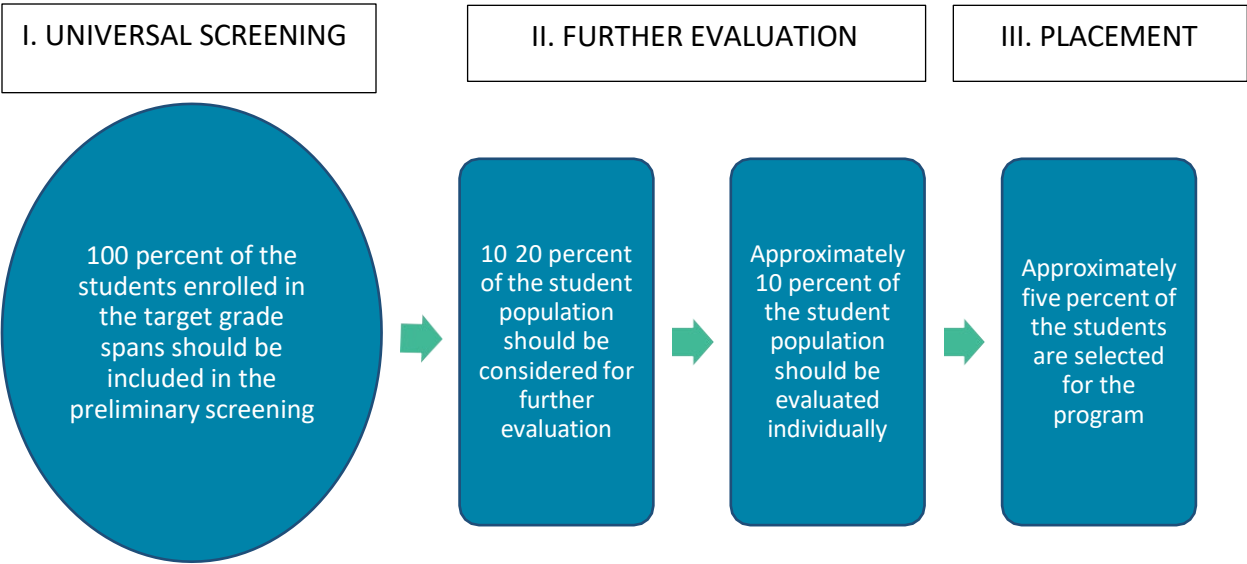 I. UNIVERSAL SCREENING
II. FURTHER EVALUATION
III. PLACEMENT
100 percent of the
students enrolled in
the target grade
spans should be
included in the
preliminary screening
10 20 percent
of the student
population
should be
considered for
further
evaluation
Approximately
10 percent of
the student
population
should be
evaluated
individually
Approximately
five percent of
the students
are selected
for the
program